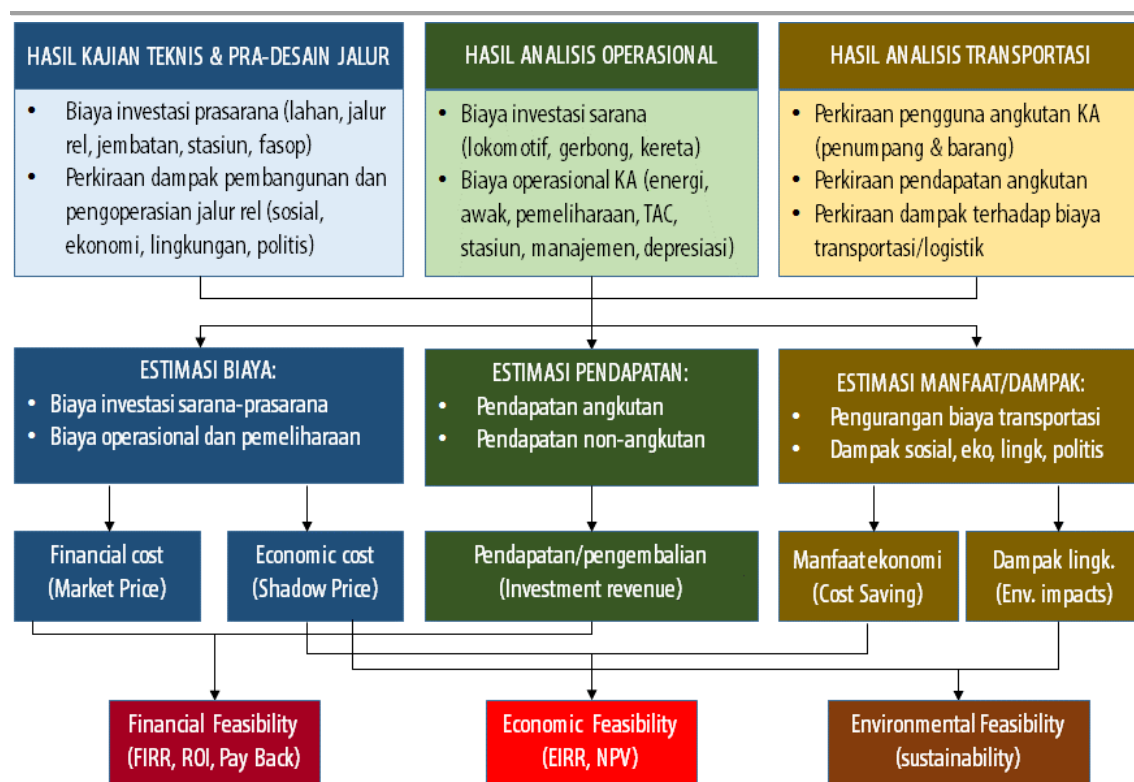 HASIL KAJIAN TEKNIS & PRA-DESAIN JALUR
• Biaya investasi prasarana (lahan, jalur
rel, jembatan, stasiun, fasop)
• Perkiraan dampak pembangunan dan
pengoperasian jalur rel (sosial,
ekonomi, lingkungan, politis)
HASIL ANALISIS OPERASIONAL
• Biaya investasi sarana
(lokomotif, gerbong, kereta)
• Biaya operasional KA (energi,
awak, pemeliharaan, TAC,
stasiun, manajemen, depresiasi)
HASIL ANALISIS TRANSPORTASI
• Perkiraan pengguna angkutan KA
(penumpang & barang)
• Perkiraan pendapatan angkutan
• Perkiraan dampak terhadap biaya
transportasi/logistik
ESTIMASI BIAYA:
• Biaya investasi sarana-prasarana
• Biaya operasional dan pemeliharaan
ESTIMASI PENDAPATAN:
• Pendapatan angkutan
• Pendapatan non-angkutan
ESTIMASI MANFAAT/DAMPAK:
• Pengurangan biaya transportasi
• Dampak sosial, eko, lingk, politis
Financial cost
(Market Price)
Economic cost
(Shadow Price)
Pendapatan/pengembalian
(Investment revenue)
Manfaat ekonomi
(Cost Saving)
Dampak lingk.
(Env. impacts)
Financial Feasibility
(FIRR, ROI, Pay Back)
Economic Feasibility
(EIRR, NPV)
Environmental Feasibility
(sustainability)